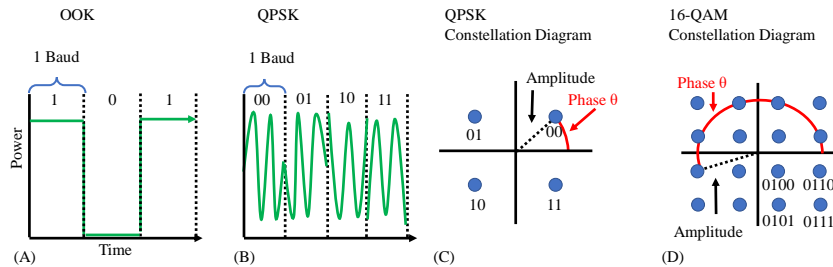 OOK
1 Baud
1 0 1
Power
Time
(A)
QPSK
1 Baud
00 01 10 11
(B)
QPSK
Constellation Diagram
Amplitude
Phase θ
01
00
10
11
(C)
16-QAM
Constellation Diagram
Phase θ
0100 0110
0101 0111
Amplitude
(D)